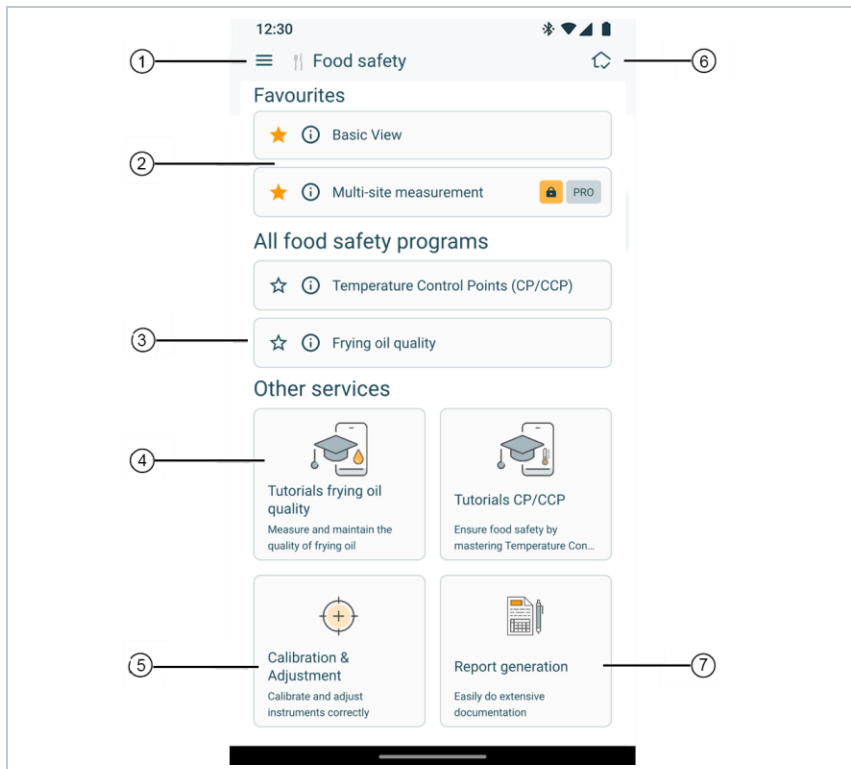 12:30
1
Food safety
6
Favourites
Basic View
2
Multi-site measurement PRO
All food safety programs
Temperature Control Points (CP/CCP)
3
Frying oil quality
Other services
4
Tutorials frying oil
quality
Measure and maintain the
quality of frying oil
Tutorials CP/CCP
Ensure food safety by
mastering Temperature Con...
5
Calibration &
Adjustment
Calibrate and adjust
instruments correctly
Report generation
Easily do extensive
documentation
7